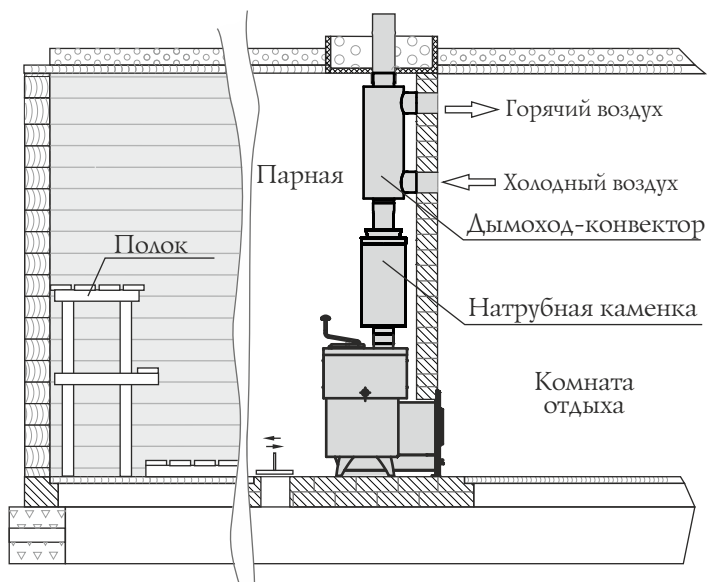 Горячий воздух
Парная
Холодный воздух
Дымоход-конвектор
Полок
Натрубная каменка
Комната
отдыха